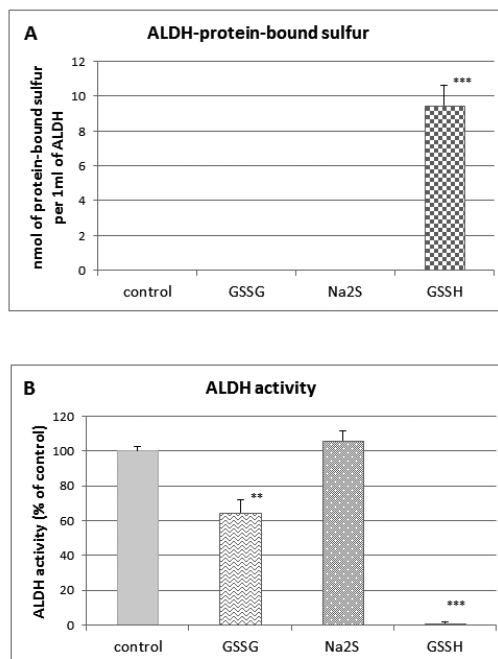 A
ALDH-protein-bound sulfur
nmol of protein-bound sulfur
per 1ml of ALDH
12
10
8
6
4
2
0
***
control GSSG Na2S GSSH
B
ALDH activity
ALDH activity (% of control)
120
100
80
60
40
20
0
**
***
control GSSG Na2S GSSH